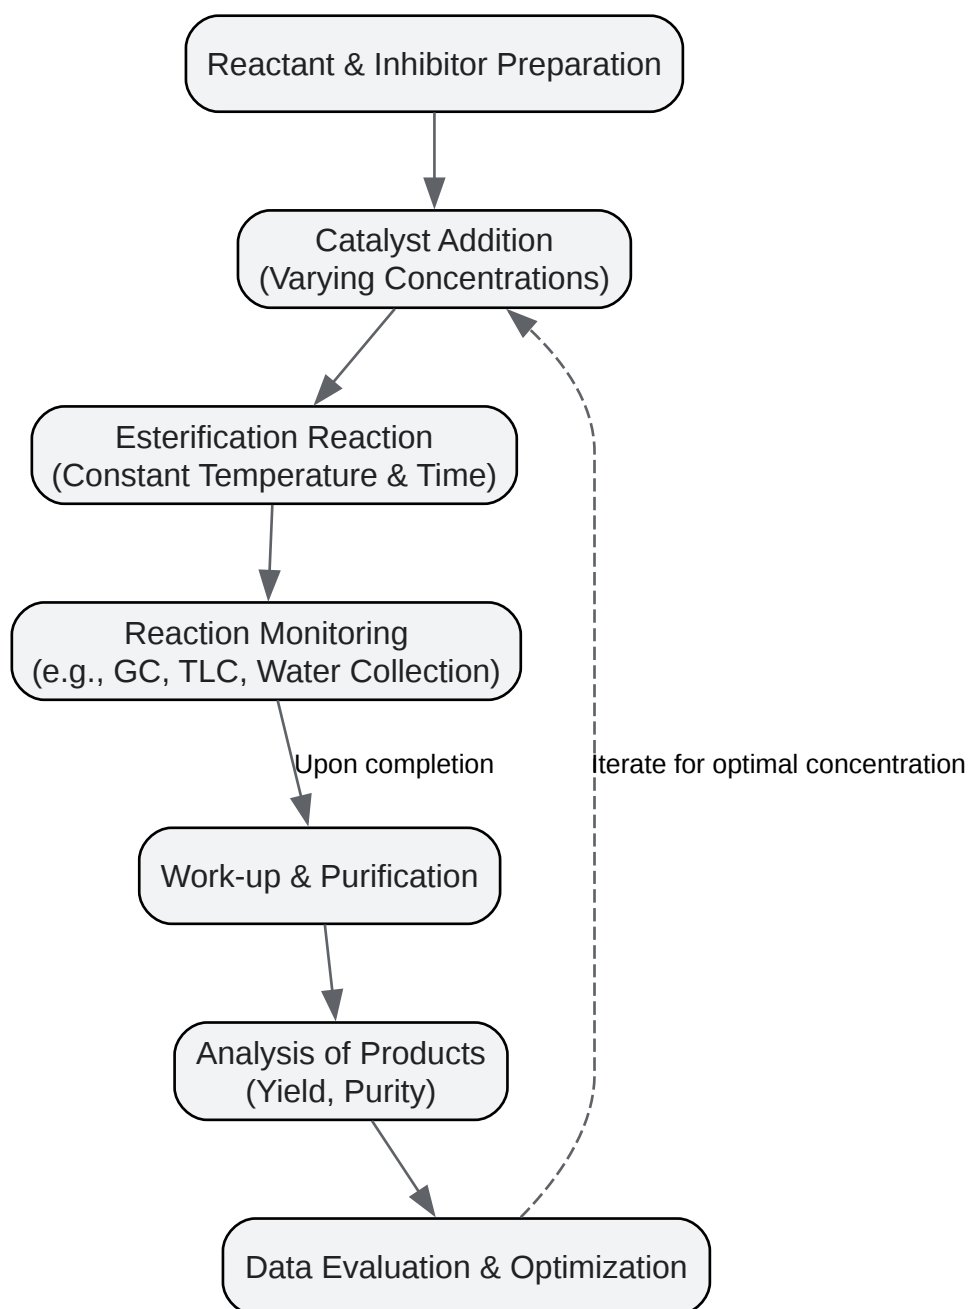 Reactant & Inhibitor Preparation
Catalyst Addition
(Varying Concentrations)
Esterification Reaction
(Constant Temperature & Time)
Reaction Monitoring
(e.g., GC, TLC, Water Collection)
Upon completion
Iterate for optimal concentration
Work-up & Purification
Analysis of Products
(Yield, Purity)
Data Evaluation & Optimization